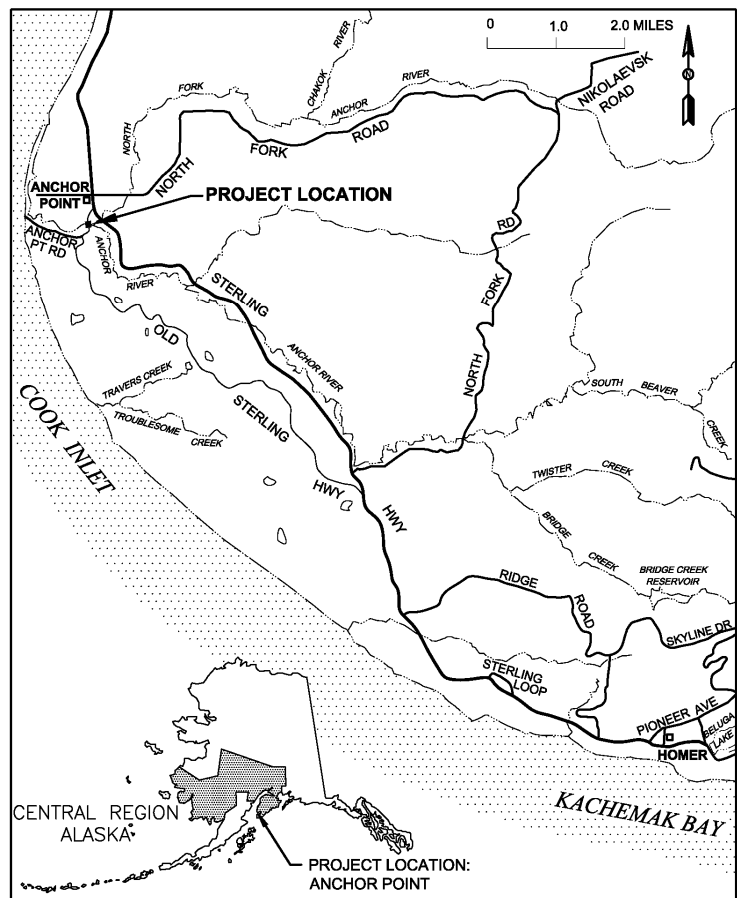 0 1.0 2.0 MILES
N
CHAKOK
RIVER
NORTH
FORK
ANCHOR
RIVER
NIKOLAEVSK
ROAD
NORTH
FORK
ROAD
ANCHOR
POINT
PROJECT LOCATION
ANCHOR
PT RD
ANCHOR
RIVER
STERLING
NORTH
FORK
RD
OLD
ANCHOR RIVER
TRAVERS CREEK
STERLING
TROUBLESOME
CREEK
COOK INLET
SOUTH
BEAVER
CREEK
HWY
HWY
TWISTER
CREEK
BRIDGE
CREEK
BRIDGE CREEK
RESERVOIR
RIDGE
ROAD
SKYLINE DR
STERLING
LOOP
PIONEER AVE
BELUGA
LAKE
HOMER
KACHEMAK BAY
CENTRAL REGION
ALASKA
PROJECT LOCATION:
ANCHOR POINT